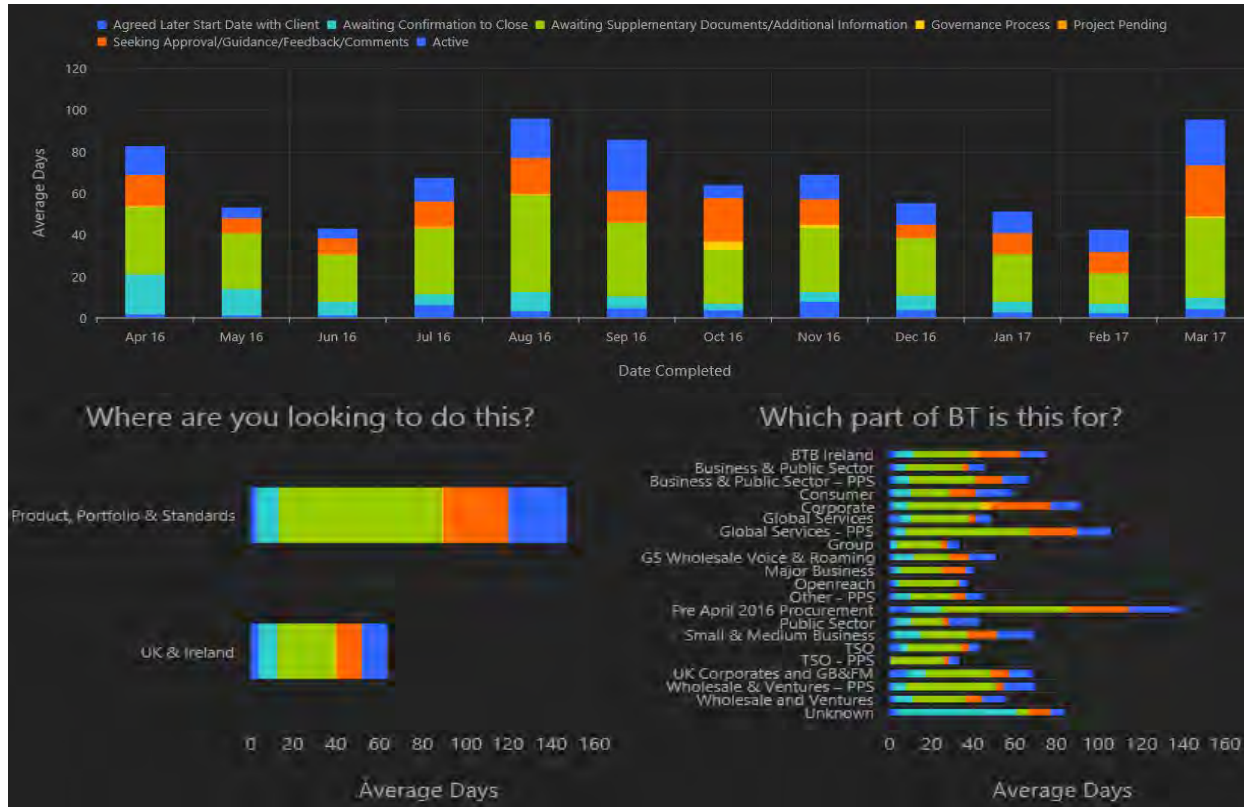 Agreed Later Start Date with Client Awaiting Confirmation to Close Awaiting Supplementary Documents/Additional Information Governance Process Project Pending
Seeking Approval/Guidance/Feedback/Comments Active
120
100
80
60
40
20
0
Average Days
Apr 16 May 16 Jun 16 Jul 16 Aug 16 Sep 16 Oct 16 Nov 16 Dec 16 Jan 17 Feb 17 Mar 17
Date Completed
Where are you looking to do this?
Product, Portfolio & Standards
UK & Ireland
0 20 40 60 80 100 120 140 160
Average Days
Which part of BT is this for?
BTB Ireland
Business & Public Sector
Business & Public Sector – PPS
Consumer
Corporate
Global Services
Global Services - PPS
Group
GS Wholesale Voice & Roaming
Major Business
Openreach
Other - PPS
Pre April 2016 Procurement
Public Sector
Small & Medium Business
TSO
TSO - PPS
UK Corporates and GB&FM
Wholesale & Ventures – PPS
Wholesale and Ventures
Unknown
0 20 40 60 80 100 120 140 160
Average Days